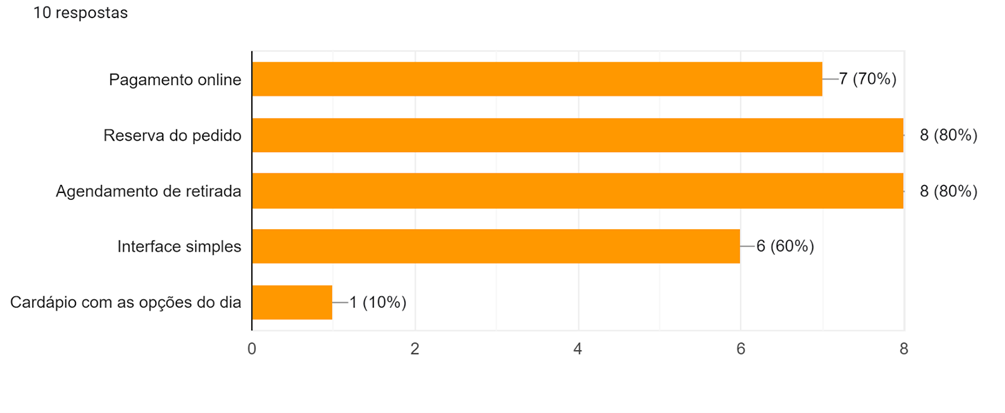 10 respostas
Pagamento online
7 (70%)
Reserva do pedido
8 (80%)
Agendamento de retirada
8 (80%)
Interface simples
6 (60%)
Cardápio com as opções do dia
1 (10%)
0 2 4 6 8